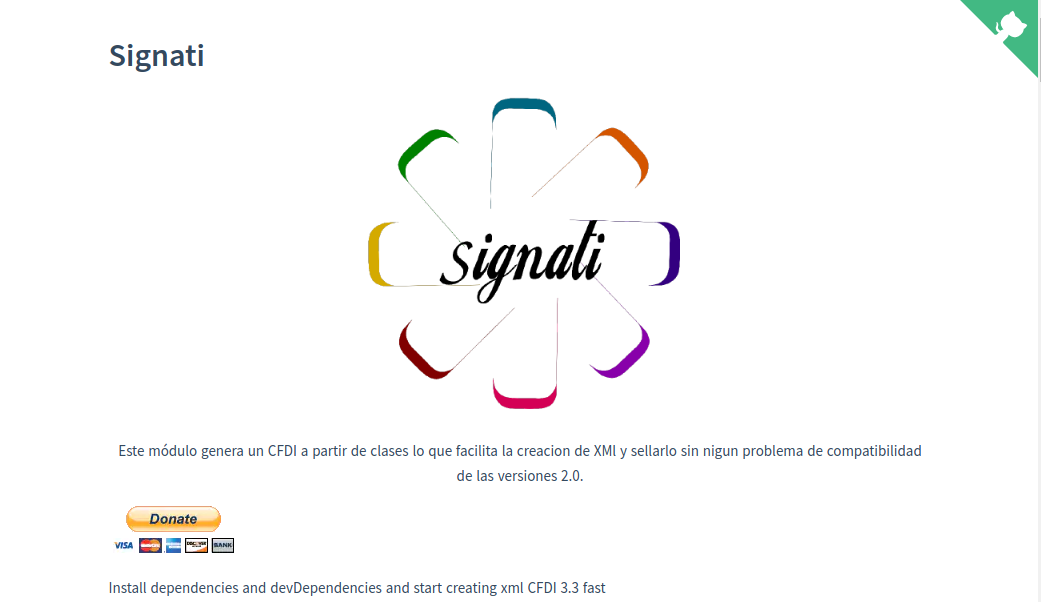 Signati
signati
Este módulo genera un CFDI a partir de clases lo que facilita la creacion de XMl y sellarlo sin nigun problema de compatibilidad
de las versiones 2.0.
Donate
VISA MasterCard DISCOVER BANK
Install dependencies and devDependencies and start creating xml CFDI 3.3 fast